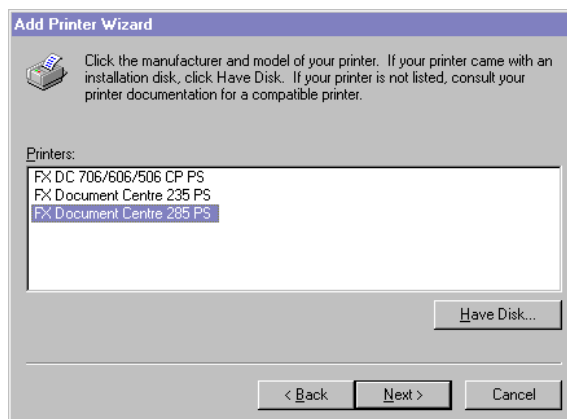 Add Printer Wizard
Click the manufacturer and model of your printer. If your printer came with an
installation disk, click Have Disk. If your printer is not listed, consult your
printer documentation for a compatible printer.
Printers:
FX DC 706/606/506 CP PS
FX Document Centre 235 PS
FX Document Centre 285 PS
Have Disk...
< Back
Next >
Cancel